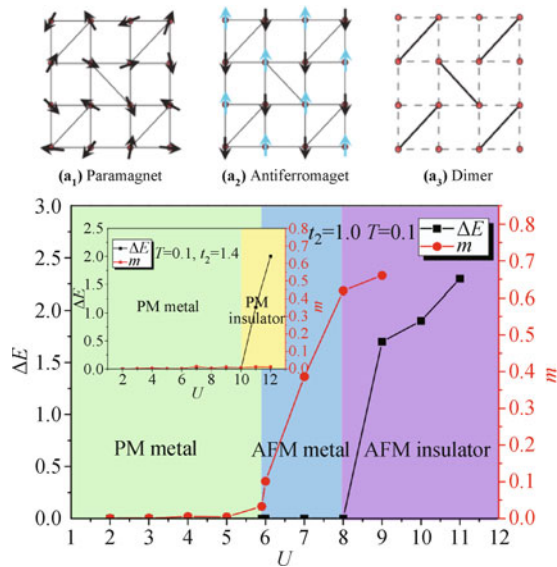 (a1) Paramagnet
(a2) Antiferromaget
(a3) Dimer
3.0
2.5
2.0
1.5
1.0
0.5
0.0
ΔE
1 2 3 4 5 6 7 8 9 10 11 12
U
0.8
0.7
0.6
0.5
0.4
0.3
0.2
0.1
0.0
m
t2=1.0 T=0.1
ΔE
m
PM metal
AFM metal
AFM insulator
2.5
2.0
1.5
1.0
0.5
0.0
ΔE
2 4 6 8 10 12
U
0.8
0.7
0.6
0.5
0.4
0.3
0.2
0.1
0.0
m
ΔE
m
T=0.1, t2=1.4
PM metal
PM
insulator